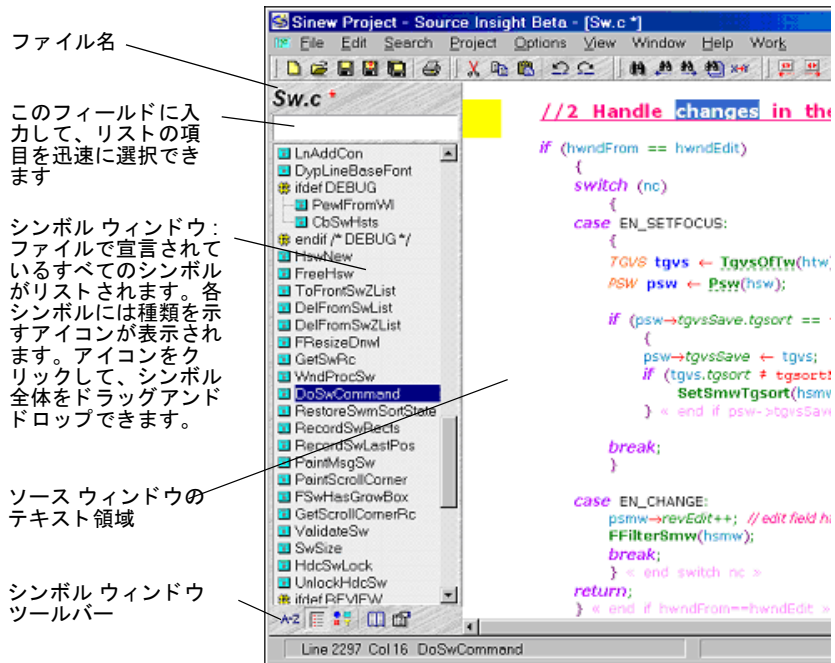 ファイル名
このフィールドに入
力して、リストの項
目を迅速に選択でき
ます
シンボル ウィンドウ :
ファイルで宣言されて
いるすべてのシンボル
がリストされます。各
シンボルには種類を示
すアイコンが表示され
ます。アイコンをク
リックして、シンボル
全体をドラッグアンド
ドロップできます。
ソース ウィンドウの
テキスト領域
シンボル ウィンドウ
ツールバー
Sinew Project - Source Insight Beta - [Sw.c *]
File Edit Search Project Options View Window Help Work
Sw.c *
LnAddCon
DypLineBaseFont
ifdef DEBUG
PewlFromWl
CbSwHsts
endif /* DEBUG */
HswNew
FreeHsw
ToFrontSwZList
DelFromSwList
DelFromSwZList
FResizeDnwl
GetSwRc
WndProcSw
DoSwCommand
RestoreSwmSortState
RecordSwRects
RecordSwLastPos
PaintMsgSw
PaintScrollCorner
FSwHasGrowBox
GetScrollCornerRc
ValidateSw
SwSize
HdcSwLock
UnlockHdcSw
ifdef REVIEW
A-Z
//2 Handle changes in the
if (hwndFrom == hwndEdit)
{
switch (nc)
{
case EN_SETFOCUS:
{
TGVS tgvs ← TgvsOfTw(htw)
PSW psw ← Psw(hsw);
if (psw→tgvsSave.tgsort ==
{
psw→tgvsSave ← tgvs;
if (tgvs.tgsort ≠
SetSmwTgsort(hsmw
} « end if psw->tgvsSave
break;
}
case EN_CHANGE:
psmw→revEdit++; // edit field
FFilterSmw(hsmw);
break;
} « end switch nc »
return;
} « end if hwndFrom==hwndEdit »
Line 2297 Col 16 DoSwCommand